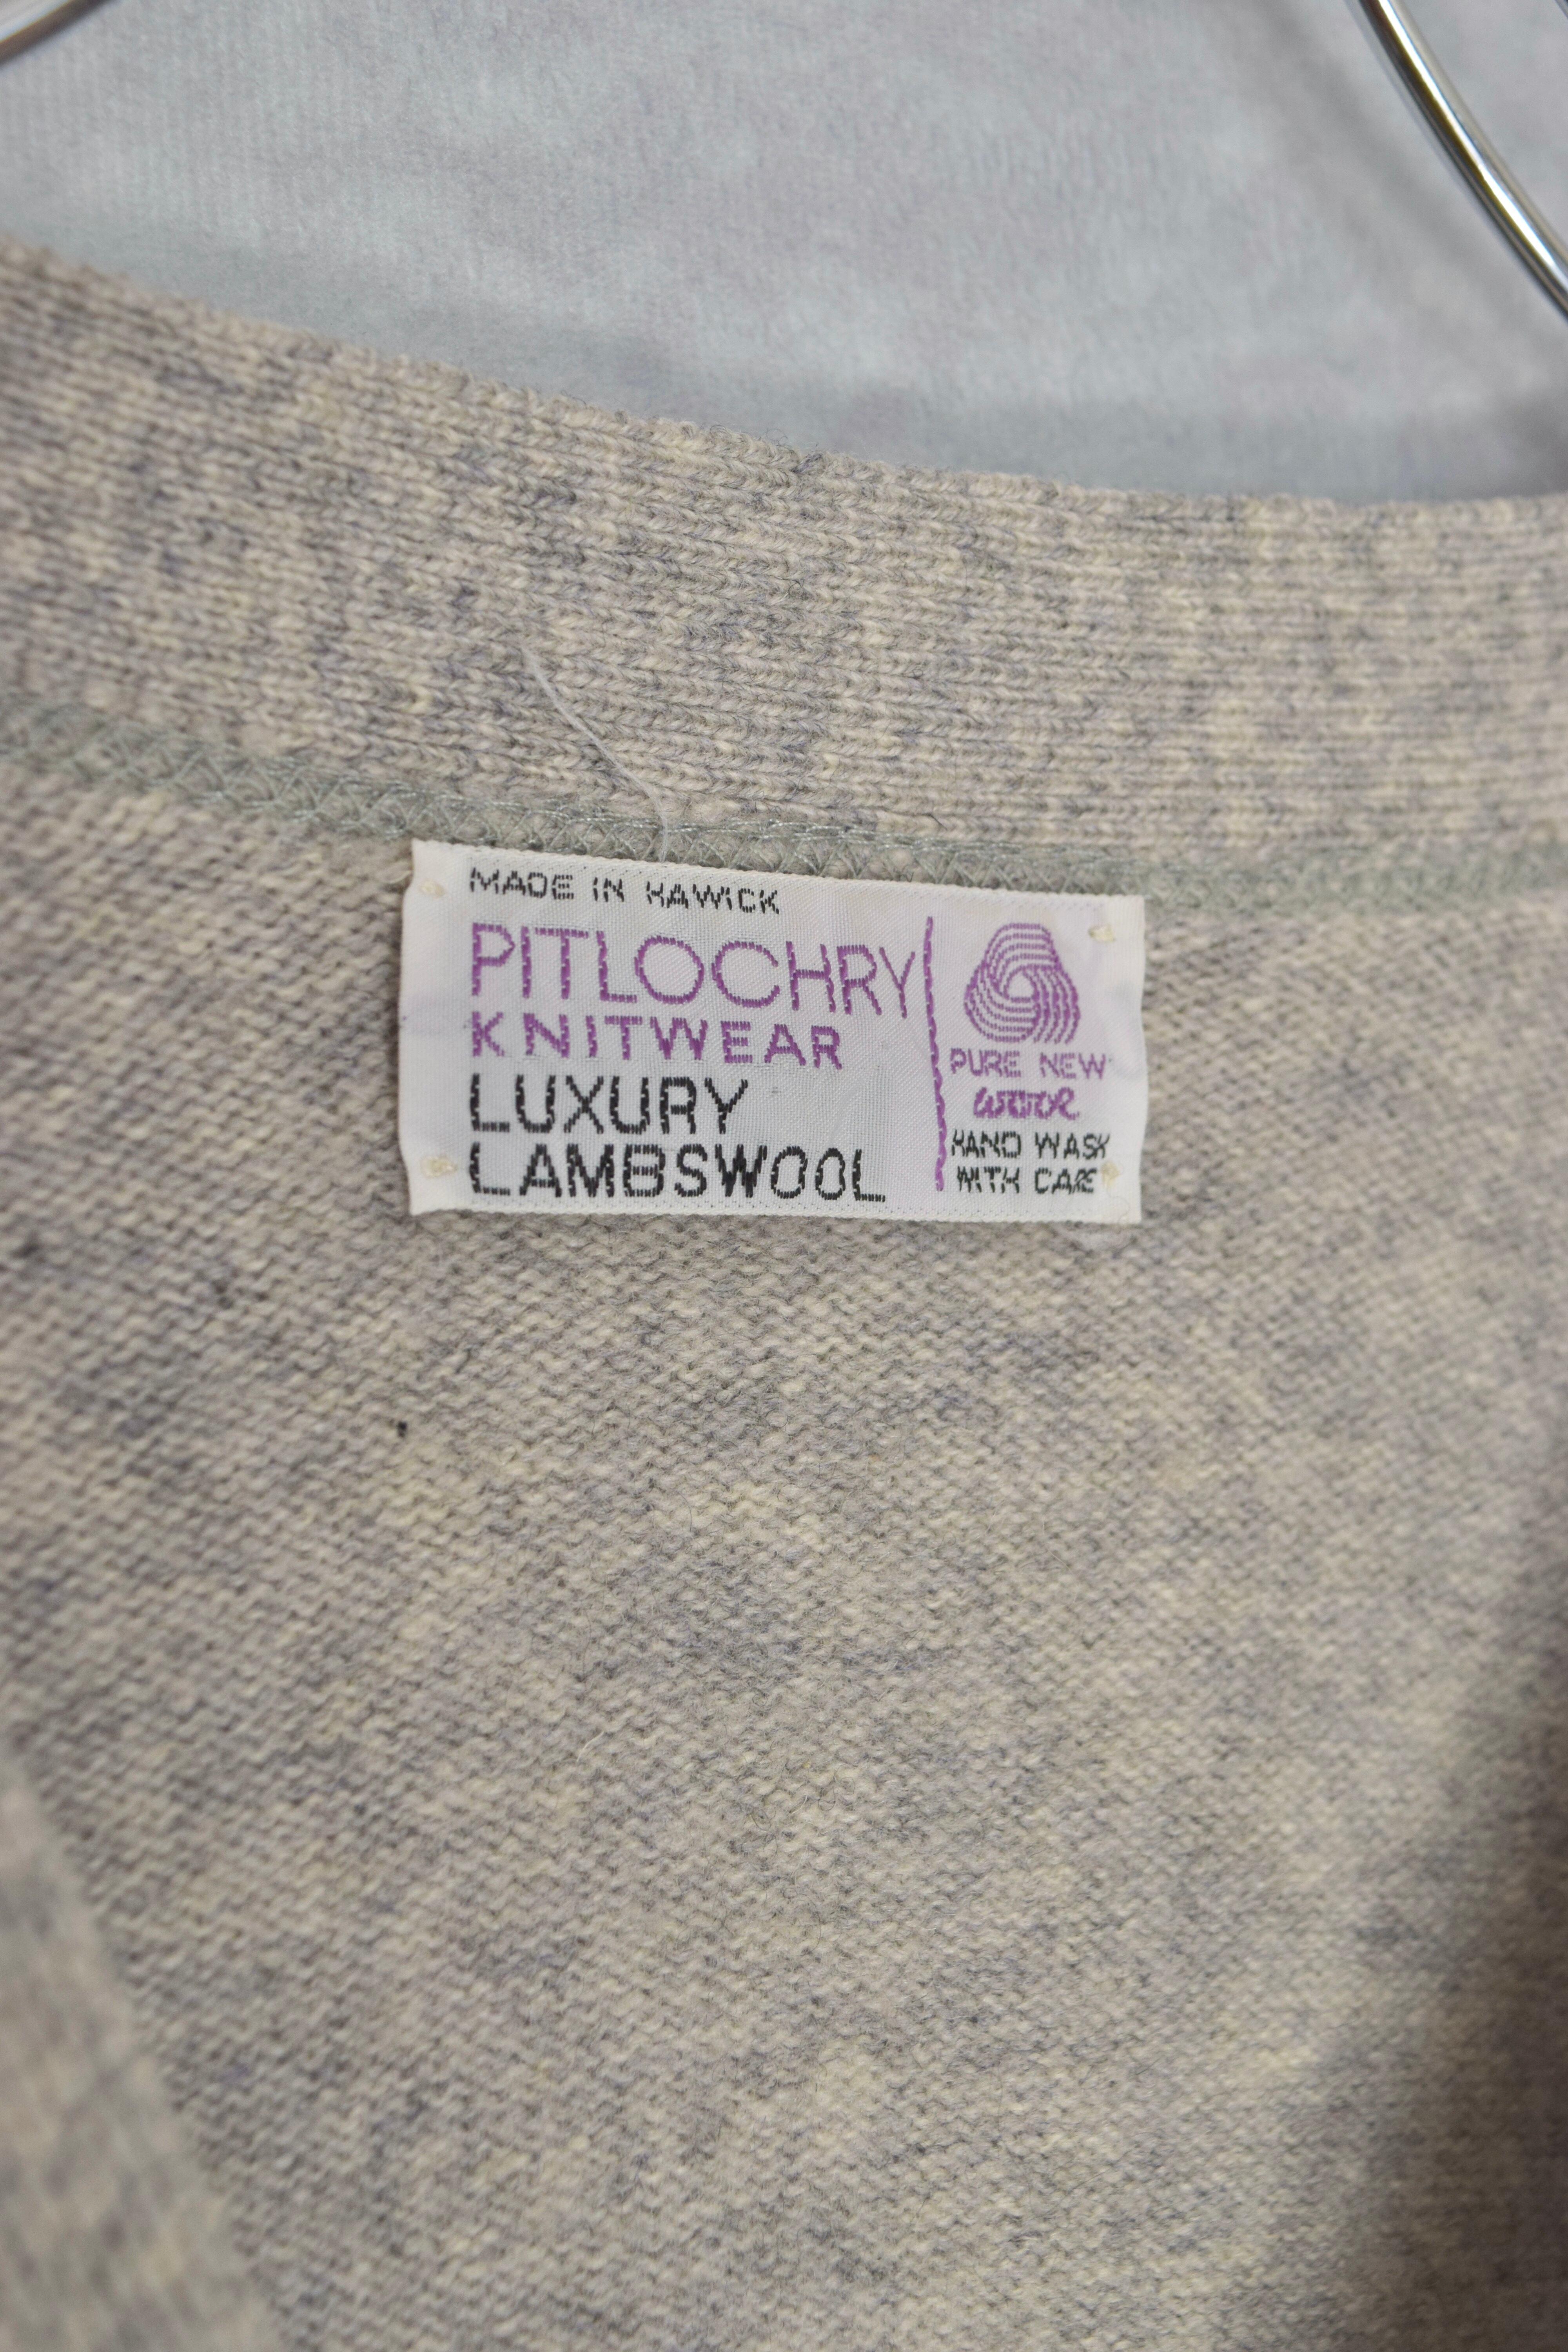 MADE IN HAWICK
PITLOCHRY
KNITWEAR
LUXURY
LAMBSWOOL
PURE NEW
WOOL
HAND WASH
WITH CARE